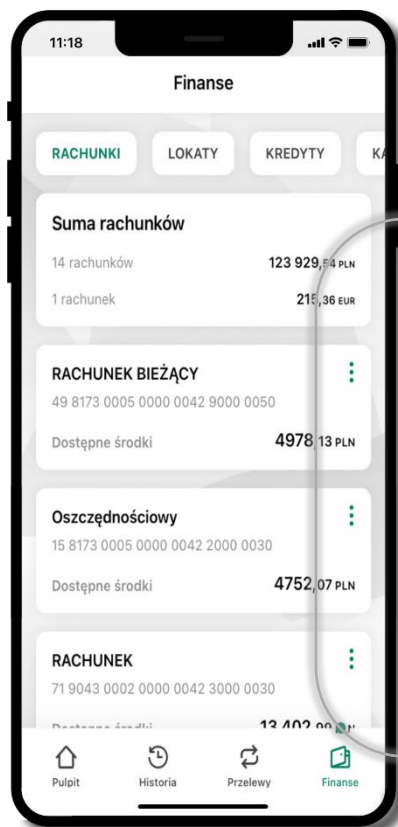 11:18
Finanse
RACHUNKI LOKATY KREDYTY
Suma rachunków
14 rachunków 123 929,54 PLN
1 rachunek 215,36 EUR
RACHUNEK BIEŻĄCY
49 8173 0005 0000 0042 9000 0050
Dostępne środki 4978,13 PLN
Oszczędnościowy
15 8173 0005 0000 0042 2000 0030
Dostępne środki 4752,07 PLN
RACHUNEK
71 9043 0002 0000 0042 3000 0030
Pulpit Historia Przelewy Finanse